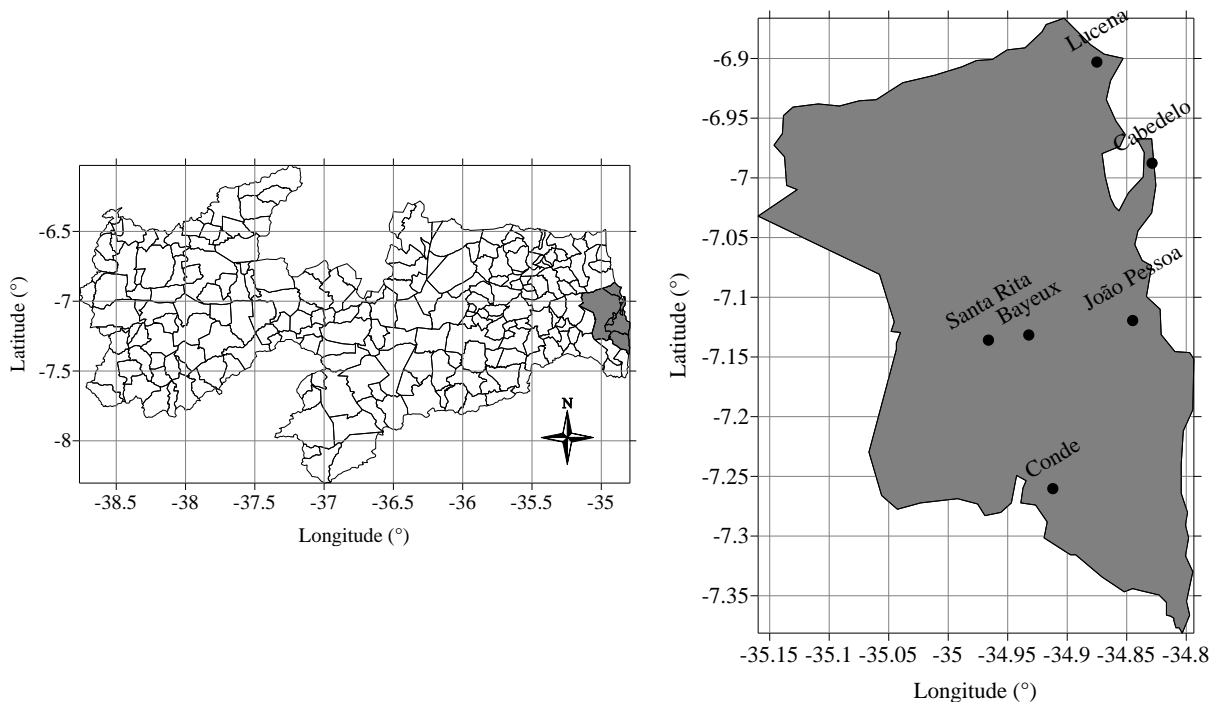 -6.5
-7
-7.5
-8
Latitude (°)
N
-38.5 -38 -37.5 -37 -36.5 -36 -35.5 -35
Longitude (°)
-6.9
-6.95
-7
-7.05
-7.1
-7.15
-7.2
-7.25
-7.3
-7.35
Latitude (°)
Lucena
Cabedelo
João Pessoa
Santa Rita
Bayeux
Conde
-35.15 -35.1 -35.05 -35 -34.95 -34.9 -34.85 -34.8
Longitude (°)